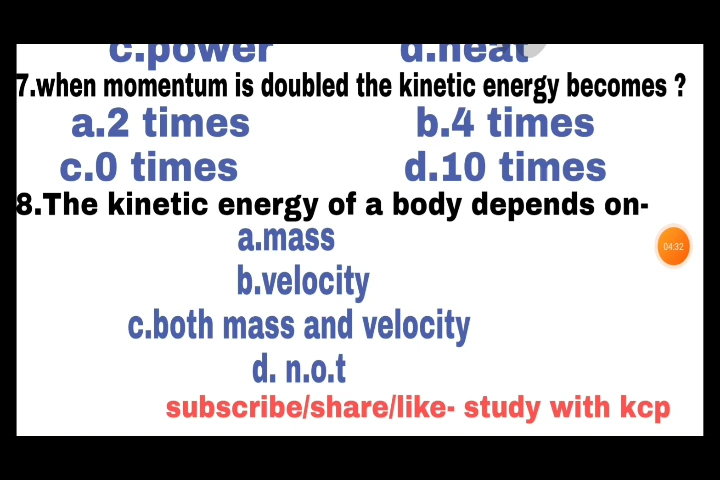 c.power d.heat
7.when momentum is doubled the kinetic energy becomes ?
a.2 times b.4 times
c.0 times d.10 times
8.The kinetic energy of a body depends on-
a.mass
04:32
b.velocity
c.both mass and velocity
d. n.o.t
subscribe/share/like- study with kcp